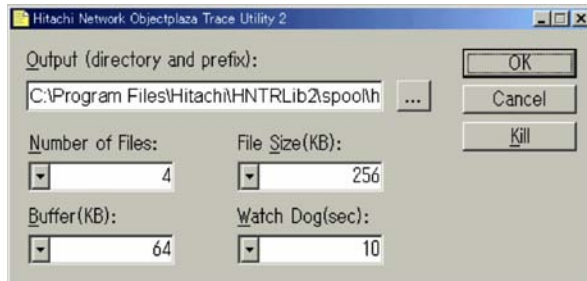 Hitachi Network Objectplaza Trace Utility 2
Output (directory and prefix):
C:\Program Files\Hitachi\HNTRLib2\spool\h
...
OK
Cancel
Kill
Number of Files:
File Size(KB):
4
256
Buffer(KB):
Watch Dog(sec):
64
10